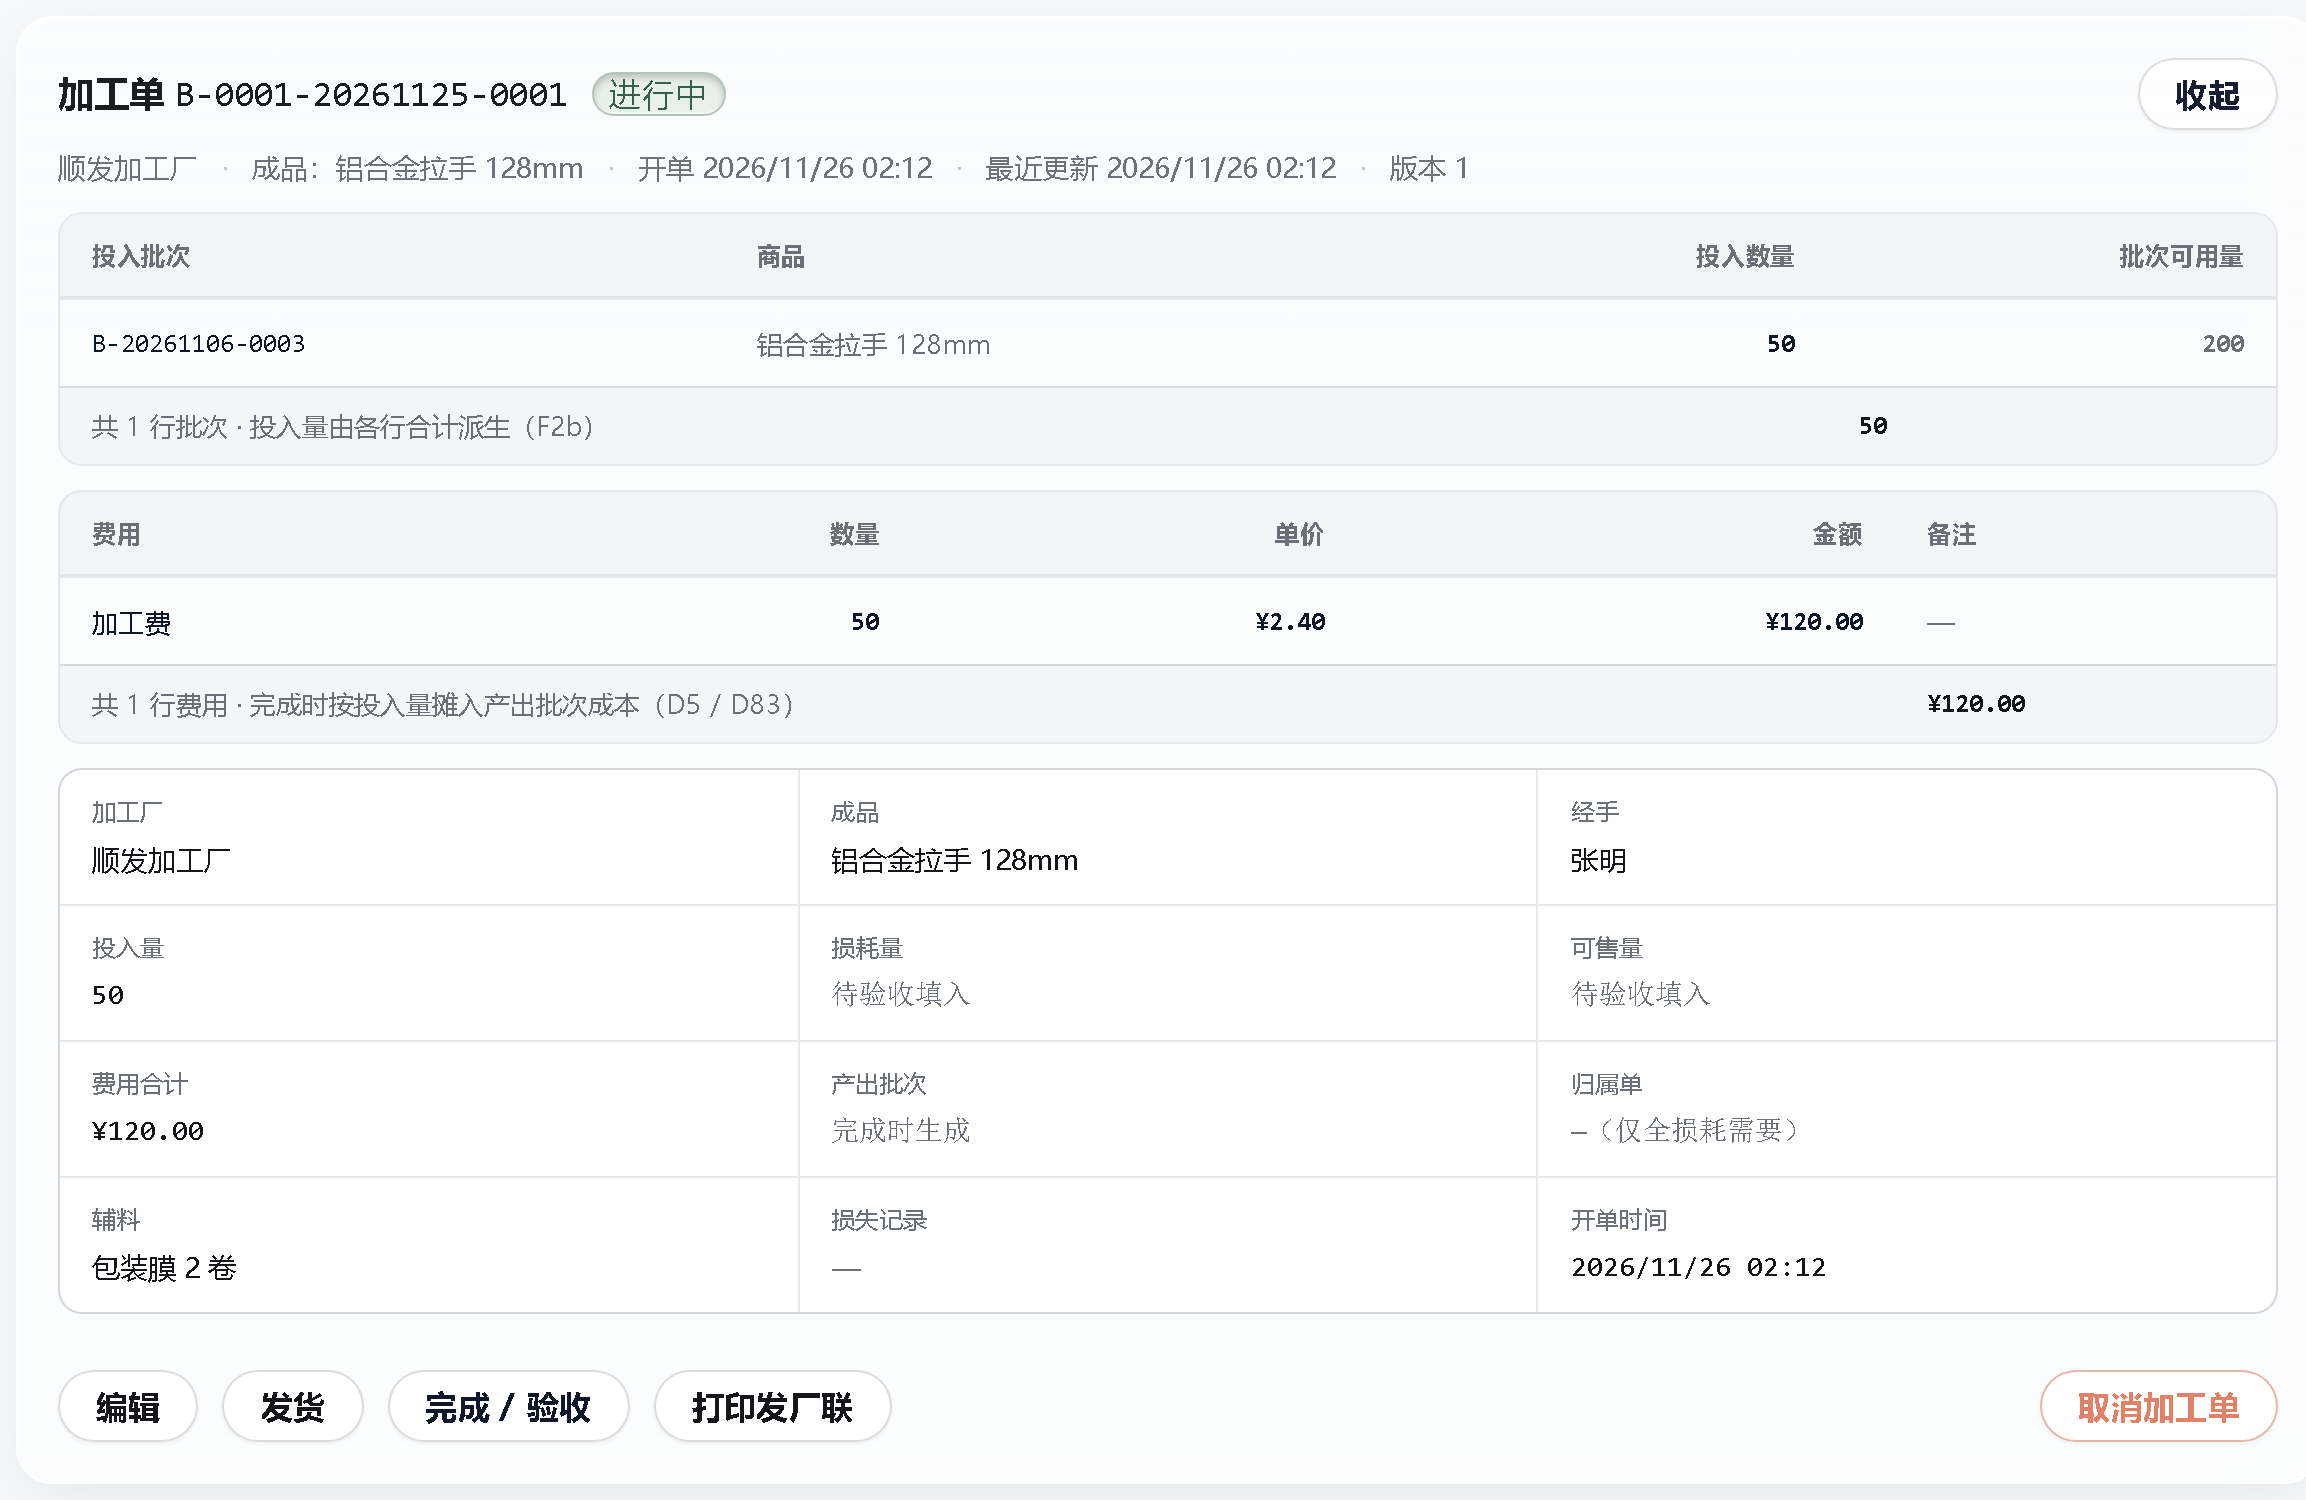 加工单 B-0001-20261125-0001 进行中 收起
顺发加工厂 · 成品：铝合金拉手 128mm · 开单 2026/11/26 02:12 · 最近更新 2026/11/26 02:12 · 版本 1
投入批次 商品 投入数量 批次可用量
B-20261106-0003 铝合金拉手 128mm 50 200
共 1 行批次 · 投入量由各行合计派生（F2b） 50
费用 数量 单价 金额 备注
加工费 50 ¥2.40 ¥120.00 —
共 1 行费用 · 完成时按投入量摊入产出批次成本（D5 / D83） ¥120.00
加工厂 成品 经手
顺发加工厂 铝合金拉手 128mm 张明
投入量 损耗量 可售量
50 待验收填入 待验收填入
费用合计 产出批次 归属单
¥120.00 完成时生成 —（仅全损耗需要）
辅料 损失记录 开单时间
包装膜 2 卷 — 2026/11/26 02:12
编辑 发货 完成 / 验收 打印发厂联 取消加工单